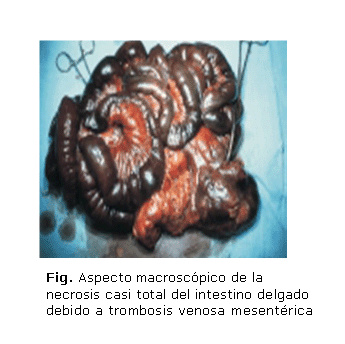 Fig. Aspecto macroscópico de la
necrosis casi total del intestino delgado
debido a trombosis venosa mesentérica